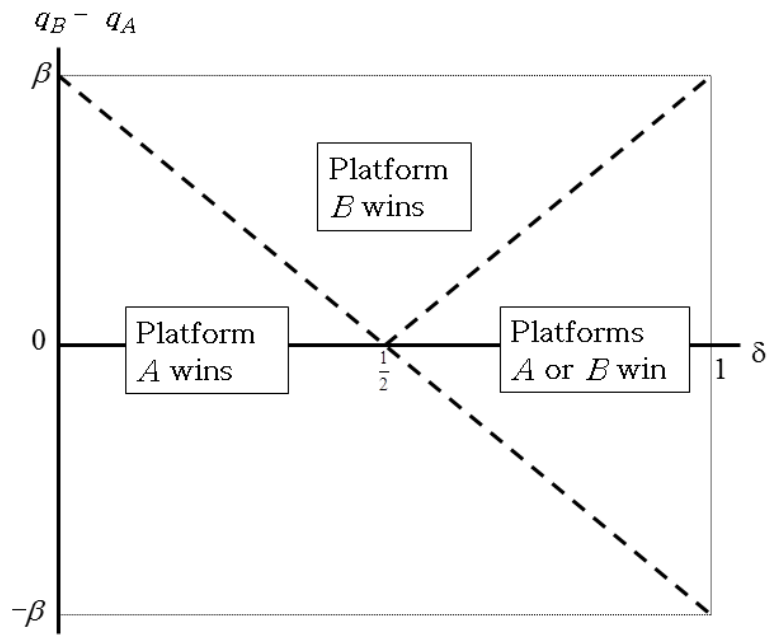 q_B − q_A
β
Platform
B wins
Platform
A wins
Platforms
A or B win
0
δ
1/2
1
−β